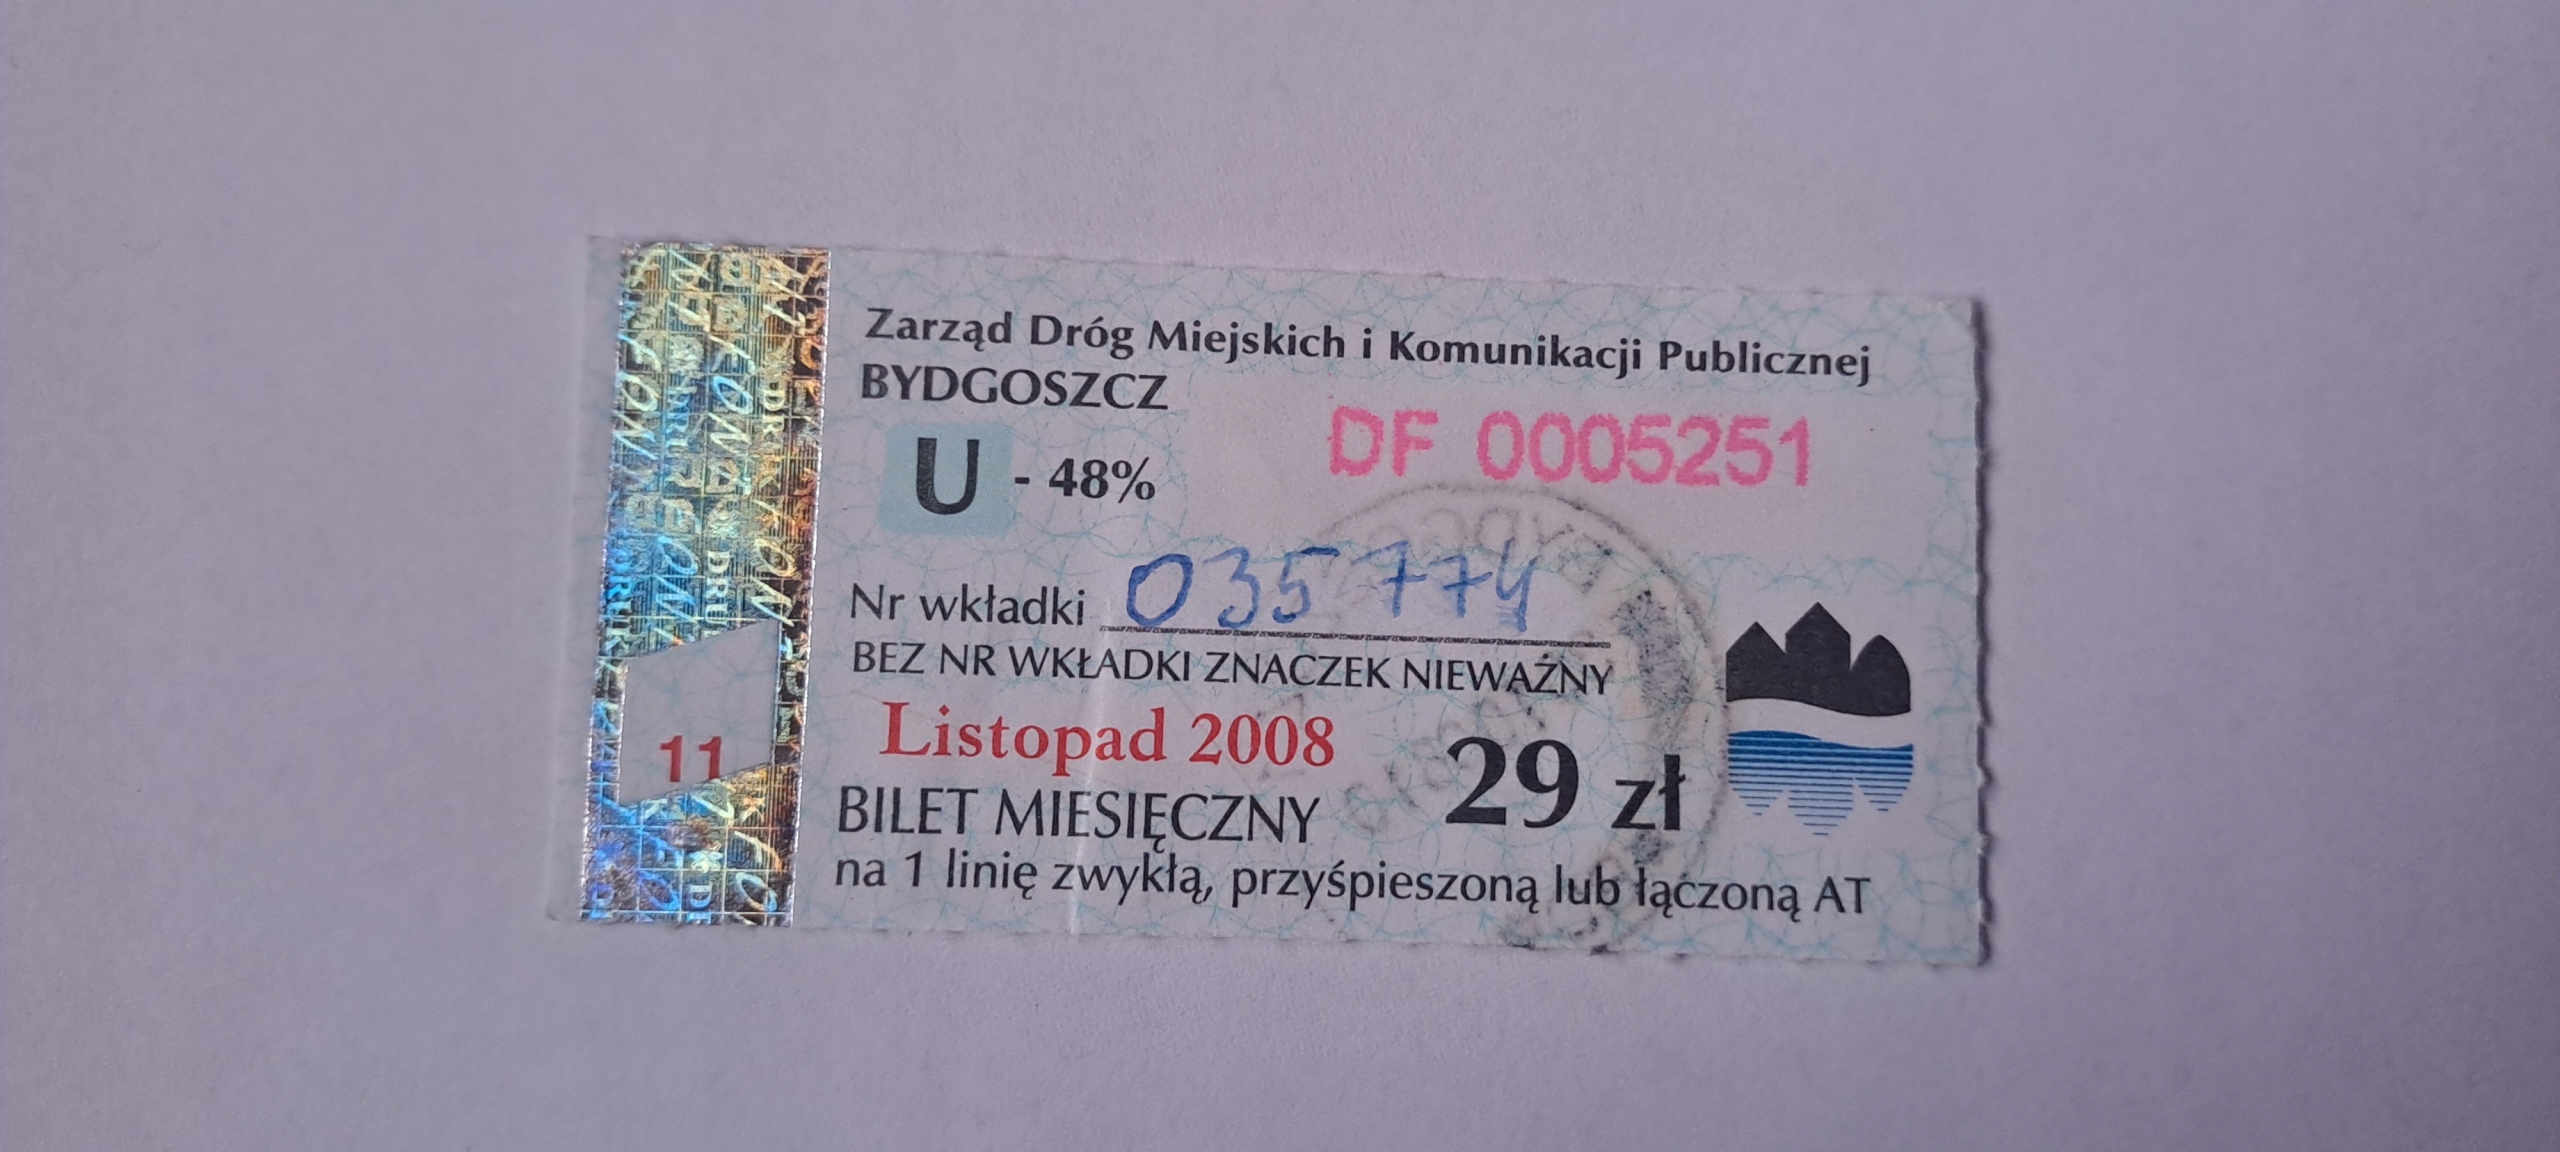 Zarząd Dróg Miejskich i Komunikacji Publicznej
BYDGOSZCZ
DF 0005251
U - 48%
Nr wkładki 035774
BEZ NR WKŁADKI ZNACZEK NIEWAŻNY
Listopad 2008
11
29 zł
BILET MIESIĘCZNY
na 1 linię zwykłą, przyśpieszoną lub łączoną AT